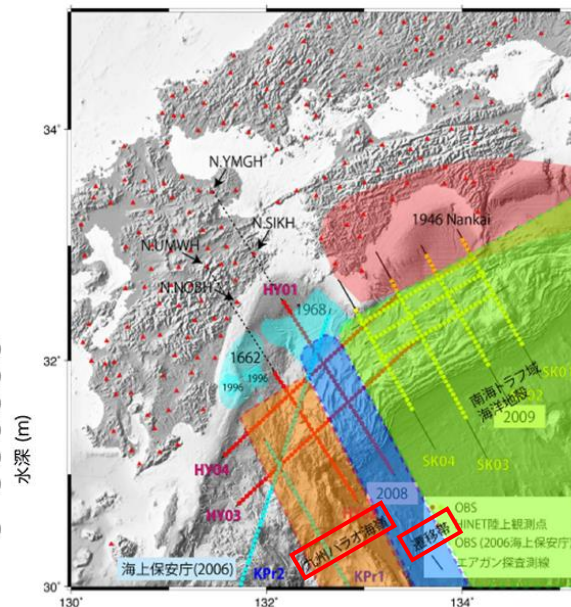 34°
N.YMGH
1946 Nankai
N.SIKH
N.UMWH
N.NOBH
HY01
1968
32°
1662
1996
1996
SK01
南海トラフ域
海洋地殻
2009
水深 (m)
SK04
SK03
HY04
2008
HY03
OBS
HINET陸上観測点
遷移帯
OBS (2006海上保安庁)
九州パラオ海嶺
エアガン探査測線
海上保安庁(2006)
KPr2
KPr1
30°
130°
132°
134°